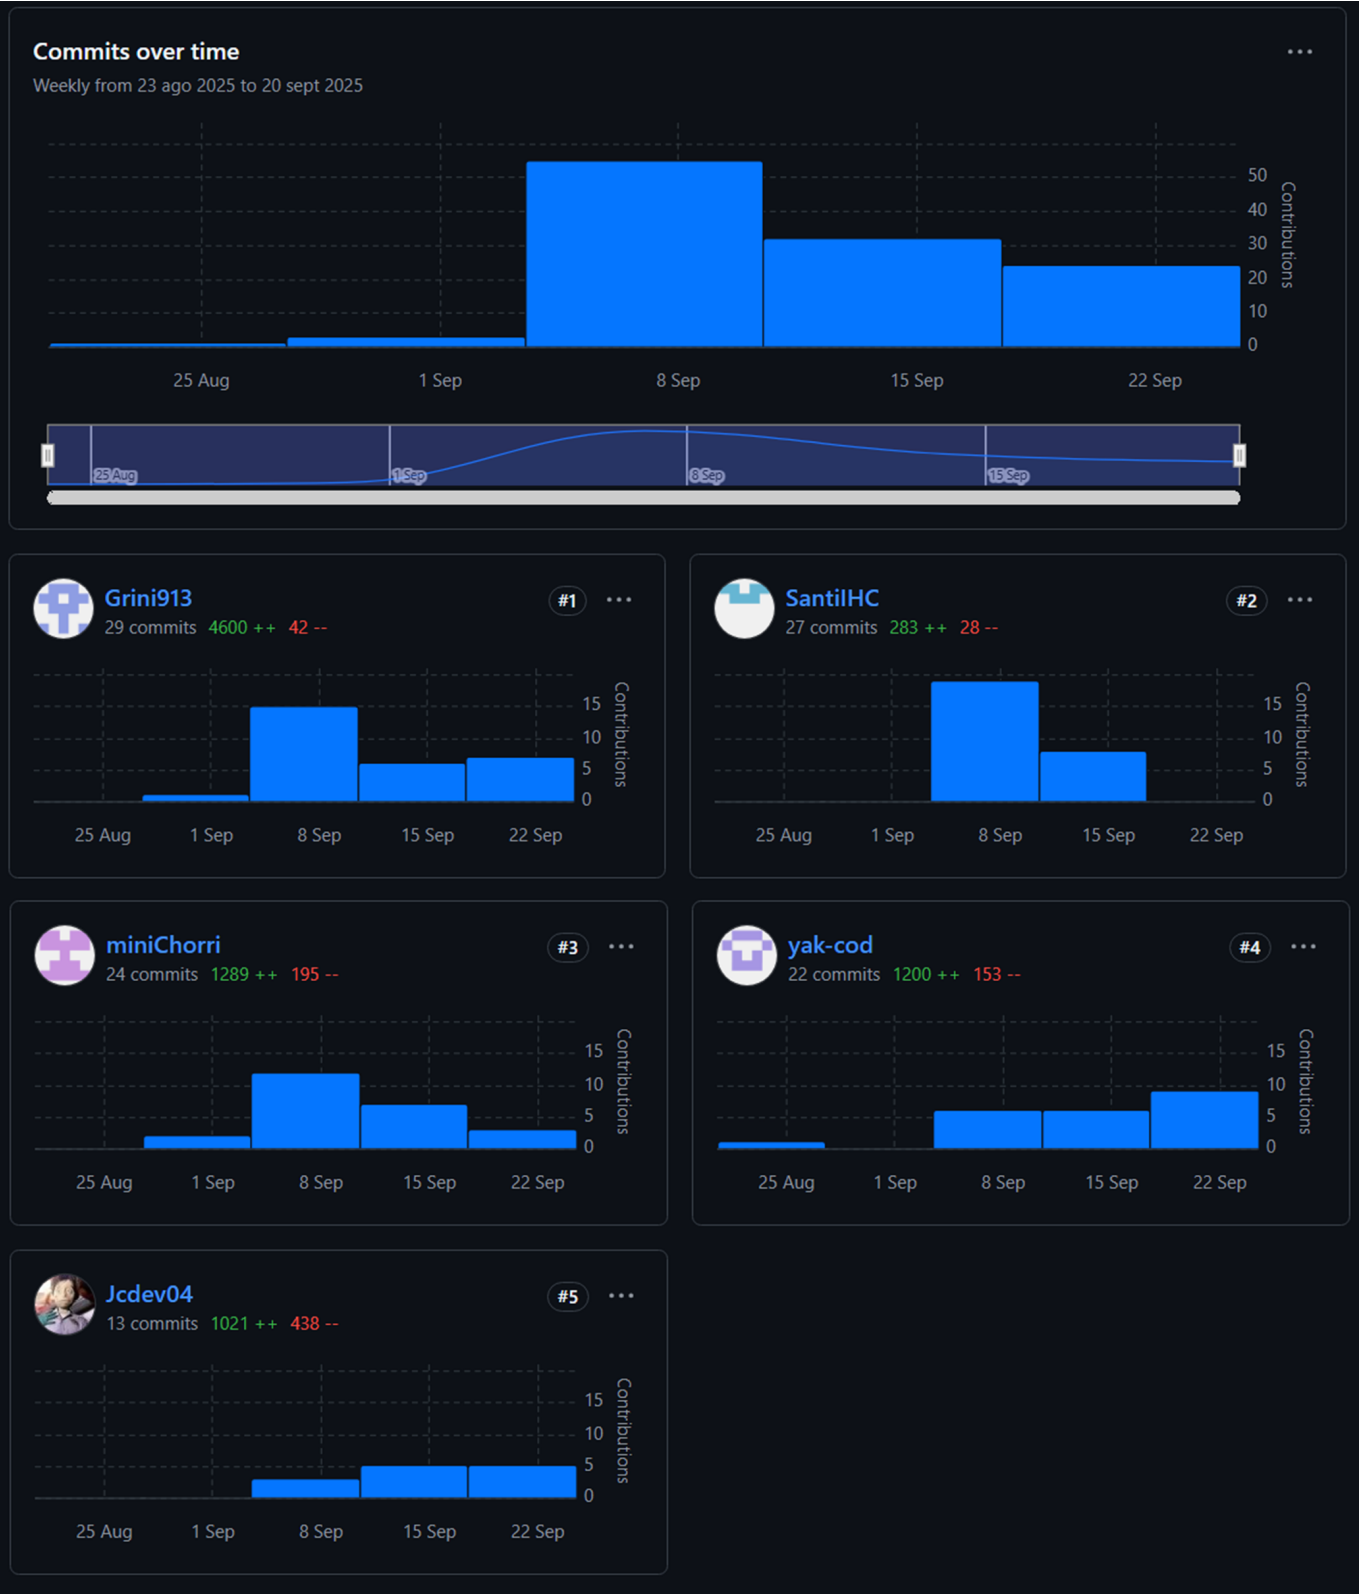 Commits over time
Weekly from 23 ago 2025 to 20 sept 2025
50
40
30
20
10
0
Contributions
25 Aug 1 Sep 8 Sep 15 Sep 22 Sep
25 Aug 1 Sep 8 Sep 15 Sep
Grini913 #1
29 commits 4600 ++ 42 --
15
10
5
0
Contributions
25 Aug 1 Sep 8 Sep 15 Sep 22 Sep
SantiIHC #2
27 commits 283 ++ 28 --
15
10
5
0
Contributions
25 Aug 1 Sep 8 Sep 15 Sep 22 Sep
miniChorri #3
24 commits 1289 ++ 195 --
15
10
5
0
Contributions
25 Aug 1 Sep 8 Sep 15 Sep 22 Sep
yak-cod #4
22 commits 1200 ++ 153 --
15
10
5
0
Contributions
25 Aug 1 Sep 8 Sep 15 Sep 22 Sep
Jcdev04 #5
13 commits 1021 ++ 438 --
15
10
5
0
Contributions
25 Aug 1 Sep 8 Sep 15 Sep 22 Sep